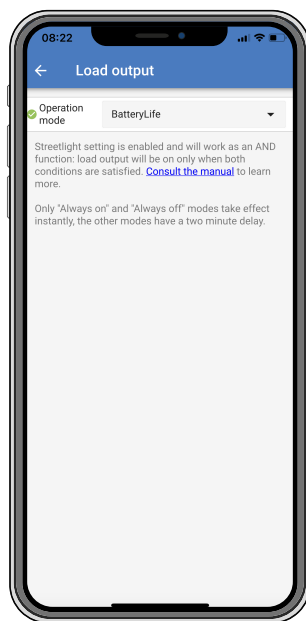 08:22
Load output
Operation
mode
BatteryLife
Streetlight setting is enabled and will work as an AND
function: load output will be on only when both
conditions are satisfied. Consult the manual to learn
more.
Only "Always on" and "Always off" modes take effect
instantly, the other modes have a two minute delay.